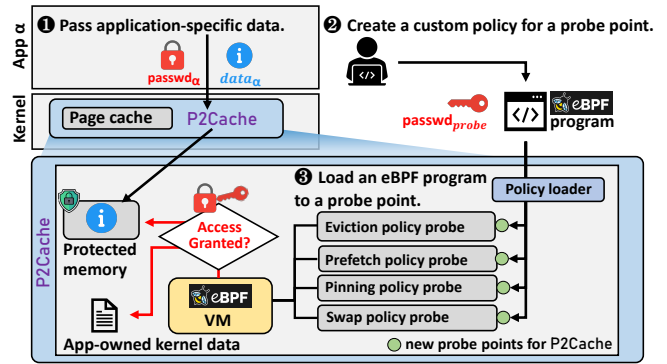 ❶ Pass application-specific data.
❷ Create a custom policy for a probe point.
App α
passwdα
dataα
</>
Kernel
Page cache
P2Cache
passwdprobe
</>
eBPF
program
❸ Load an eBPF program
to a probe point.
Policy loader
P2Cache
Access
Granted?
Protected
memory
Eviction policy probe
Prefetch policy probe
Pinning policy probe
Swap policy probe
eBPF
VM
App-owned kernel data
new probe points for P2Cache